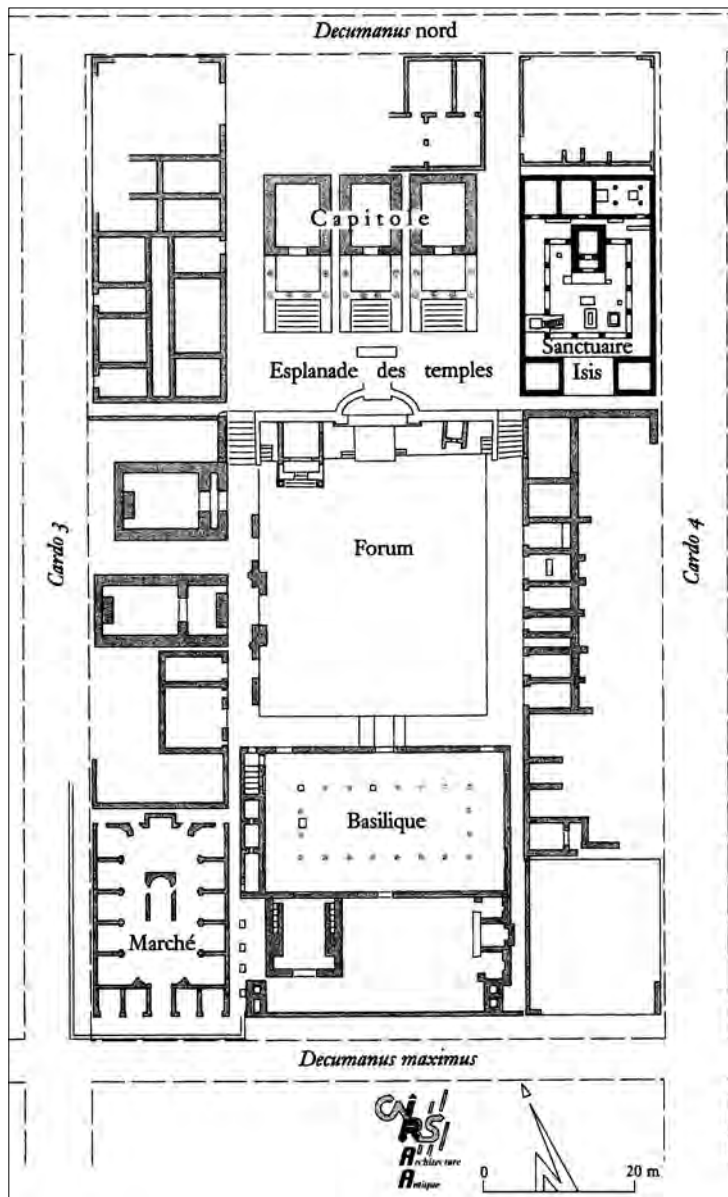 Decumanus nord
Capitole
Esplanade des temples
Sanctuaire
Isis
Cardo 3
Forum
Cardo 4
Basilique
Marché
Decumanus maximus
CNRS
Architecture
Antique
0 20 m
N